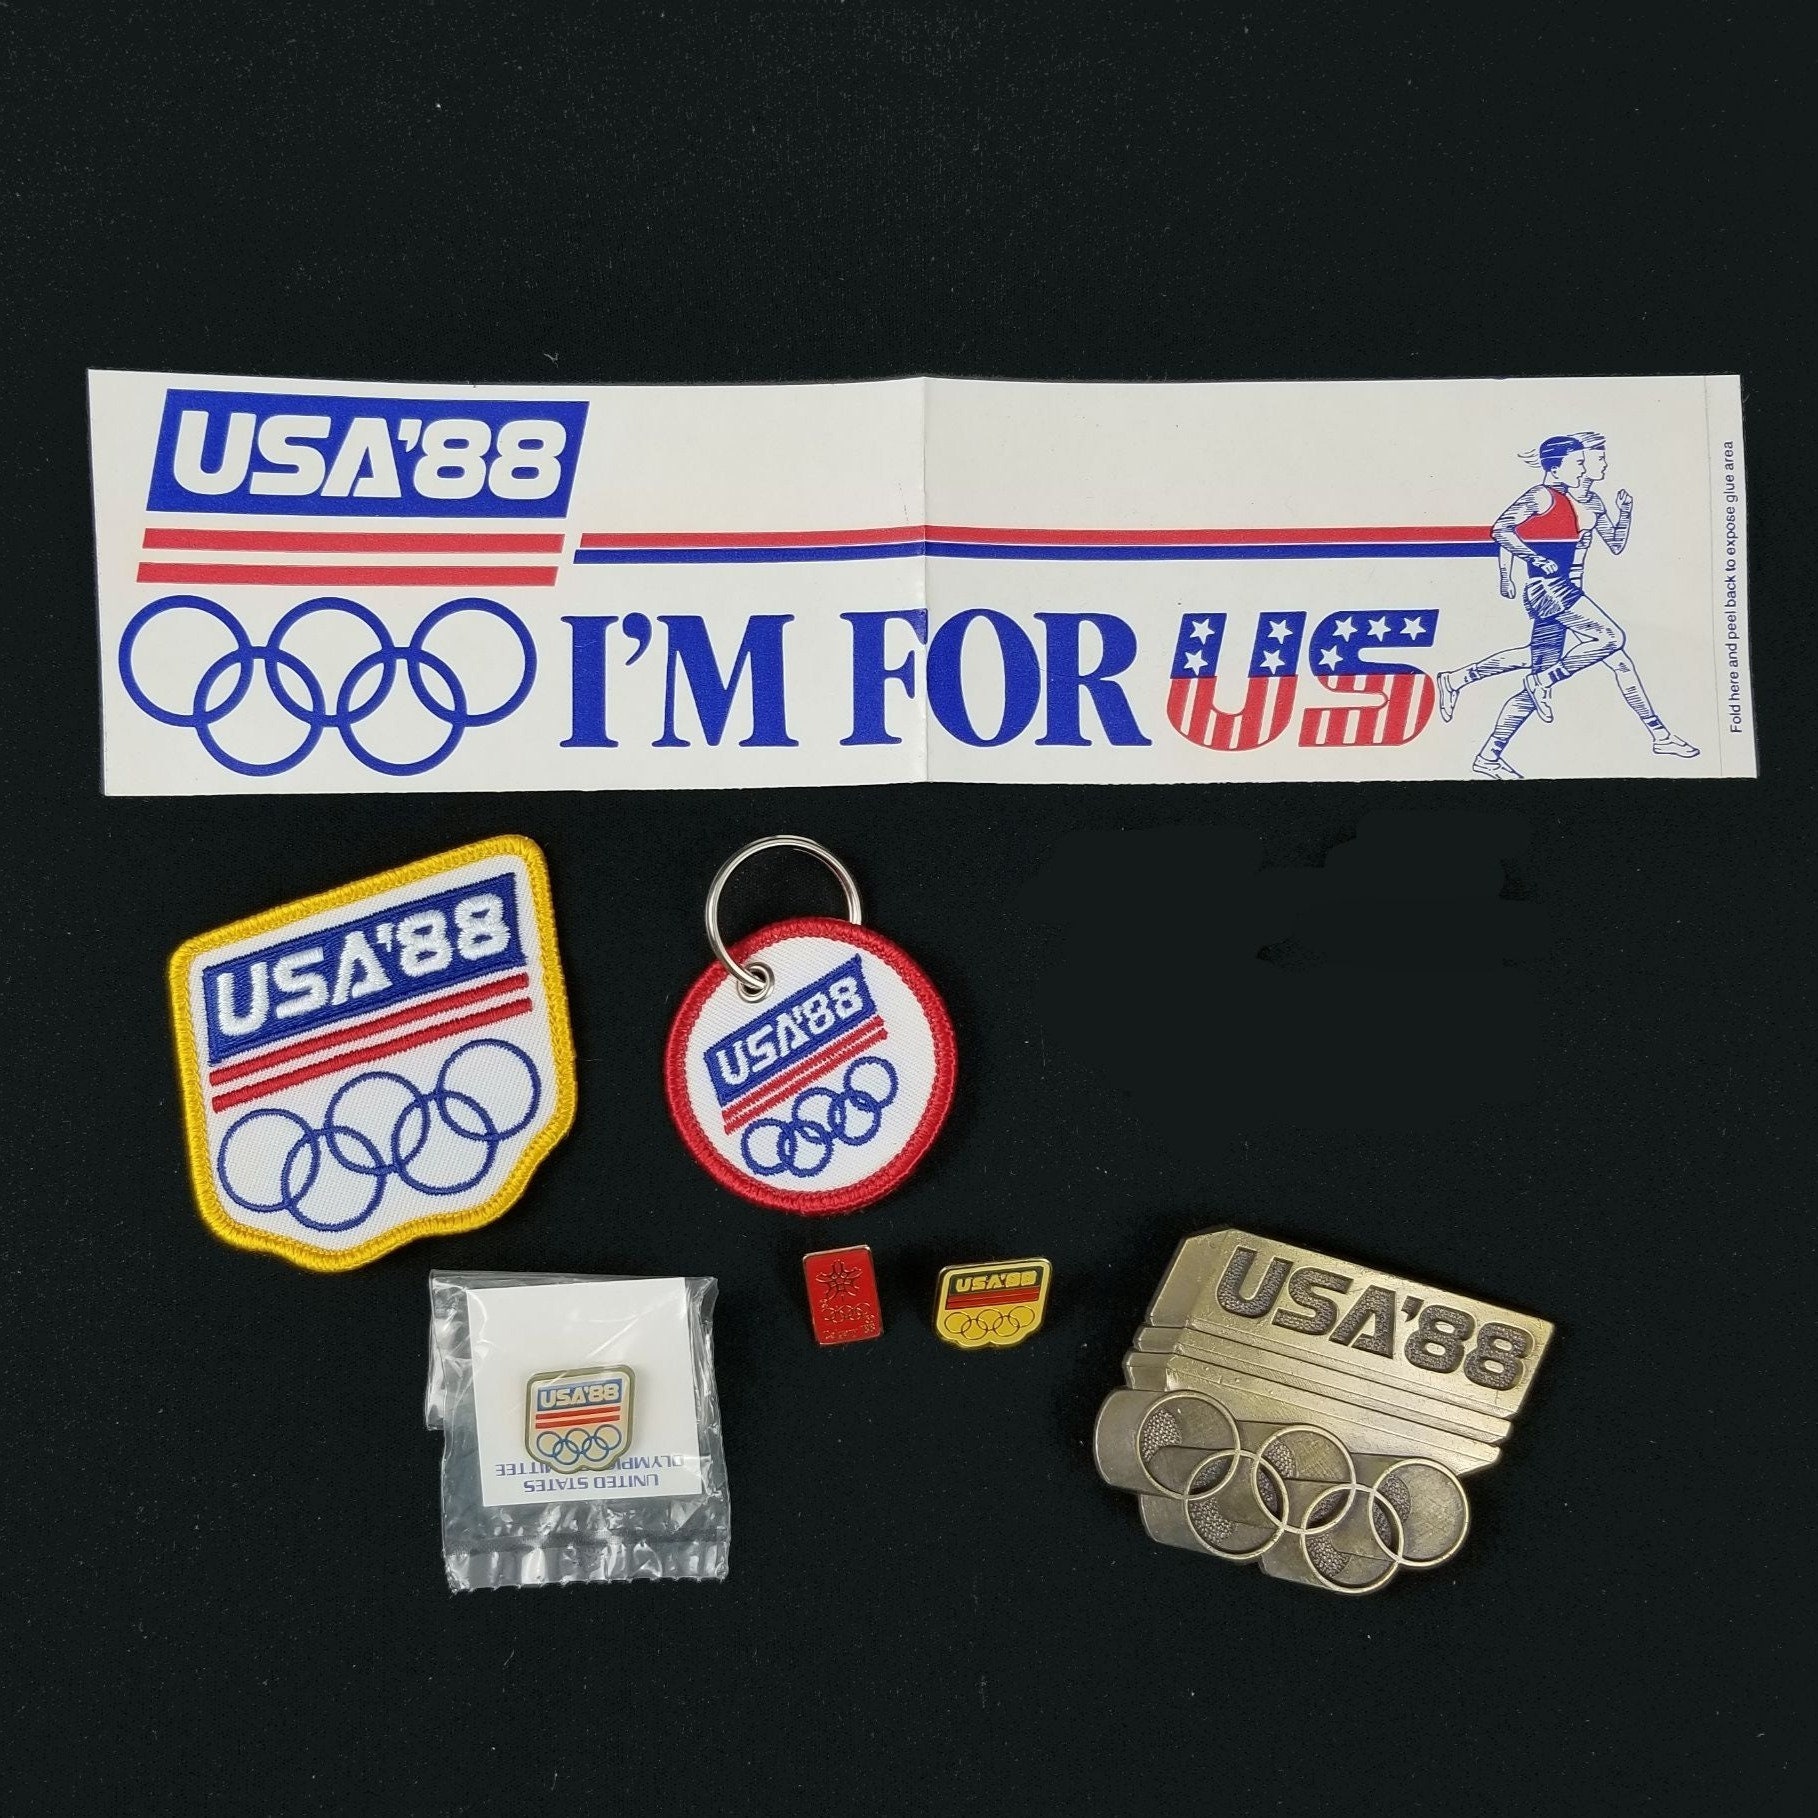 USA'88
I'M FOR US
Fold here and peel back to expose glue area
USA'88
USA'88
USA'88
USA'88
UNITED STATES
USA'88